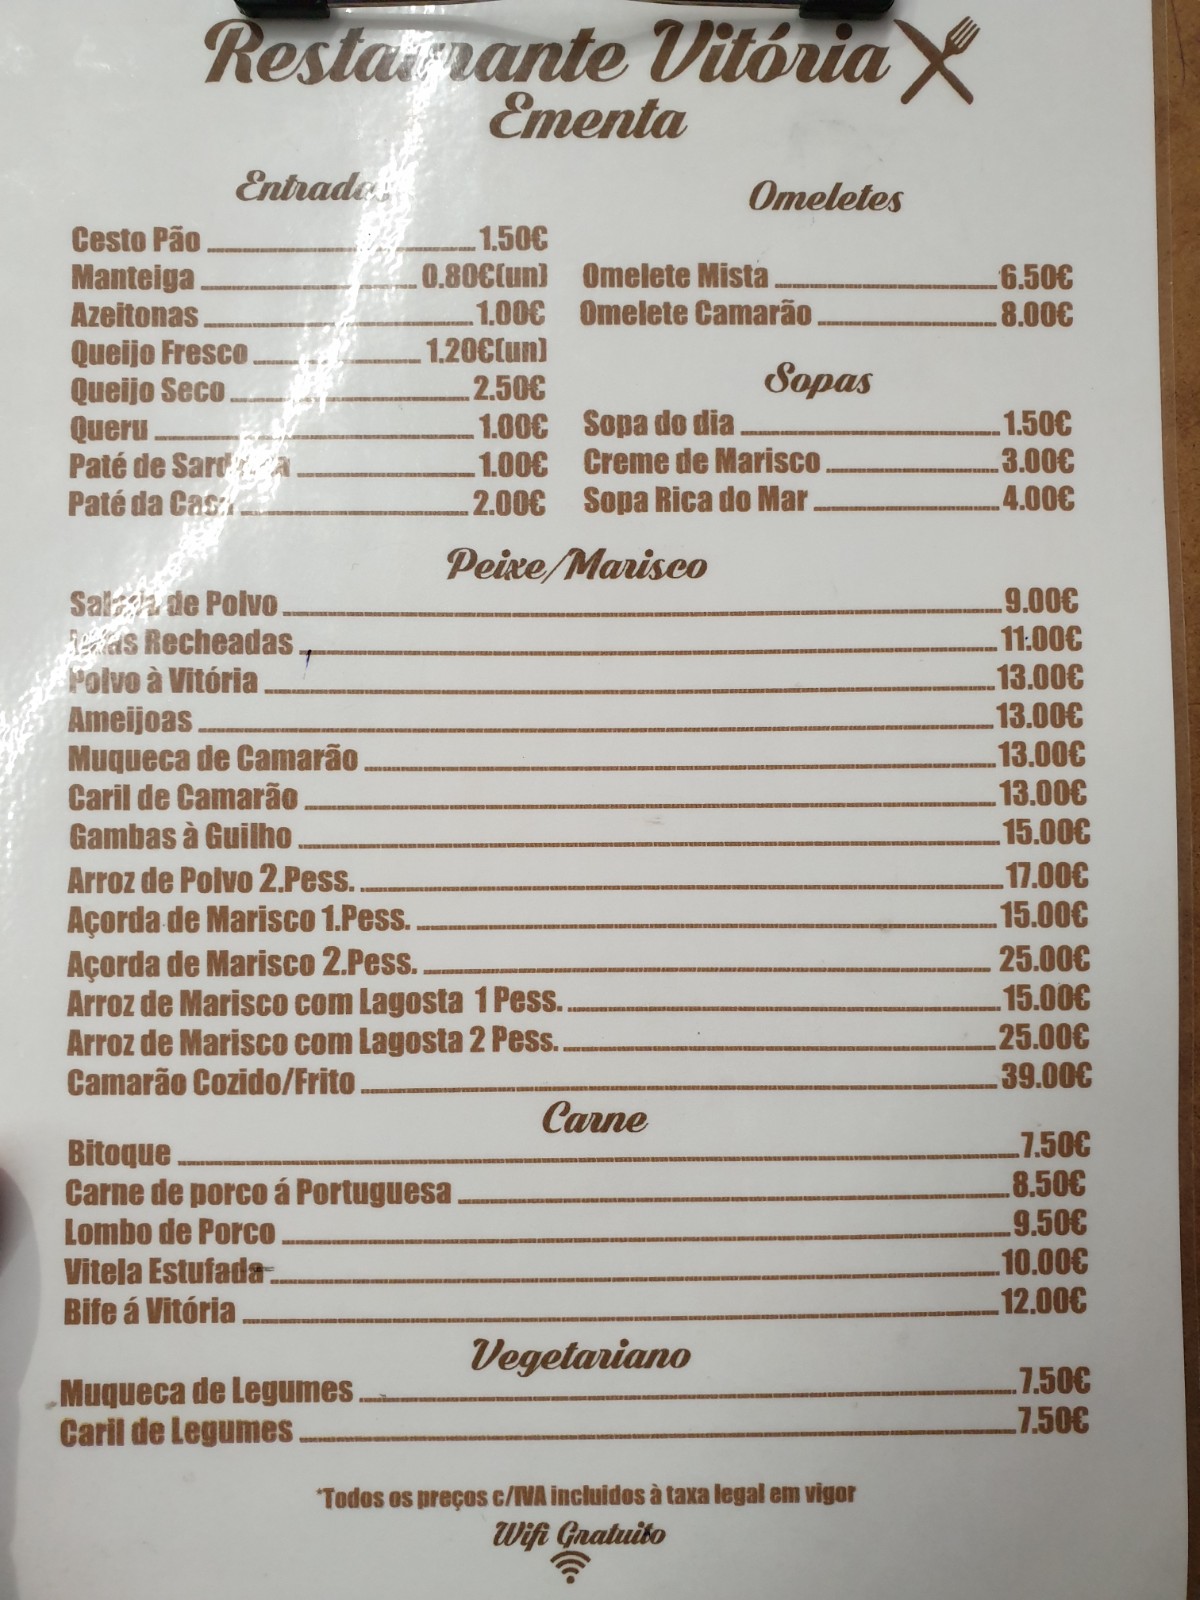 Restaurante Vitória
Ementa
Entradas
Cesto Pão 1.50€
Manteiga 0.80€(un)
Azeitonas 1.00€
Queijo Fresco 1.20€(un)
Queijo Seco 2.50€
Queru 1.00€
Paté de Sardinha 1.00€
Paté da Casa 2.00€
Omeletes
Omelete Mista 6.50€
Omelete Camarão 8.00€
Sopas
Sopa do dia 1.50€
Creme de Marisco 3.00€
Sopa Rica do Mar 4.00€
Peixe/Marisco
Salada de Polvo 9.00€
Lulas Recheadas 11.00€
Polvo à Vitória 13.00€
Ameijoas 13.00€
Muqueca de Camarão 13.00€
Caril de Camarão 13.00€
Gambas à Guilho 15.00€
Arroz de Polvo 2.Pess. 17.00€
Açorda de Marisco 1.Pess. 15.00€
Açorda de Marisco 2.Pess. 25.00€
Arroz de Marisco com Lagosta 1 Pess. 15.00€
Arroz de Marisco com Lagosta 2 Pess. 25.00€
Camarão Cozido/Frito 39.00€
Carne
Bitoque 7.50€
Carne de porco á Portuguesa 8.50€
Lombo de Porco 9.50€
Vitela Estufada 10.00€
Bife á Vitória 12.00€
Vegetariano
Muqueca de Legumes 7.50€
Caril de Legumes 7.50€
*Todos os preços c/IVA incluidos à taxa legal em vigor
Wifi Gratuito